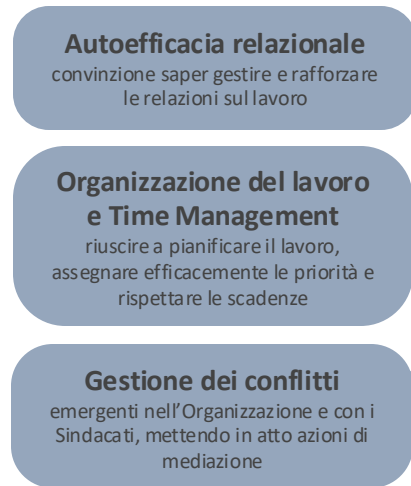 Autoefficacia relazionale
convinzione saper gestire e rafforzare
le relazioni sul lavoro
Organizzazione del lavoro
e Time Management
riuscire a pianificare il lavoro,
assegnare efficacemente le priorità e
rispettare le scadenze
Gestione dei conflitti
emergenti nell'Organizzazione e con i
Sindacati, mettendo in atto azioni di
mediazione